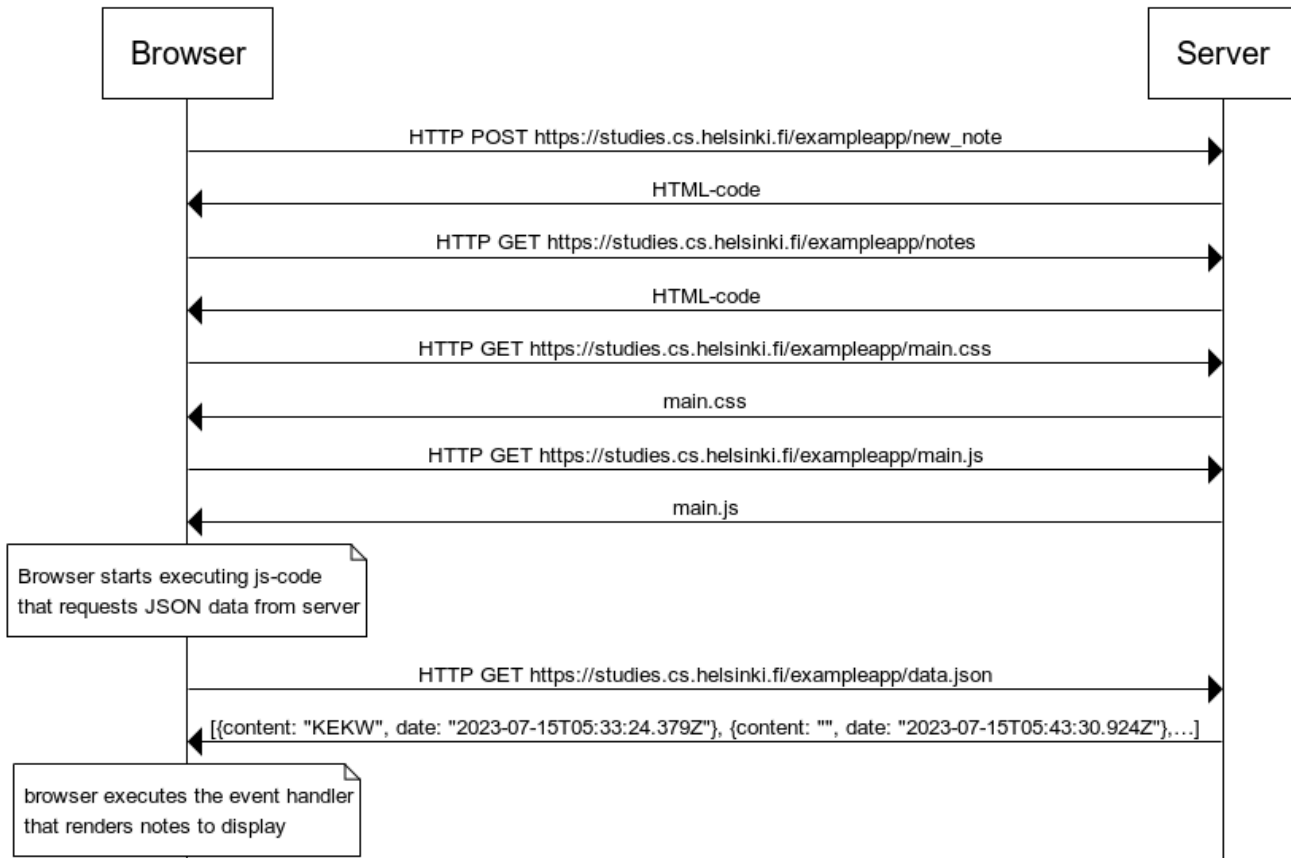 Browser
Server
HTTP POST https://studies.cs.helsinki.fi/exampleapp/new_note
HTML-code
HTTP GET https://studies.cs.helsinki.fi/exampleapp/notes
HTML-code
HTTP GET https://studies.cs.helsinki.fi/exampleapp/main.css
main.css
HTTP GET https://studies.cs.helsinki.fi/exampleapp/main.js
main.js
Browser starts executing js-code
that requests JSON data from server
HTTP GET https://studies.cs.helsinki.fi/exampleapp/data.json
[{content: "KEKW", date: "2023-07-15T05:33:24.379Z"}, {content: "", date: "2023-07-15T05:43:30.924Z"},…]
browser executes the event handler
that renders notes to display